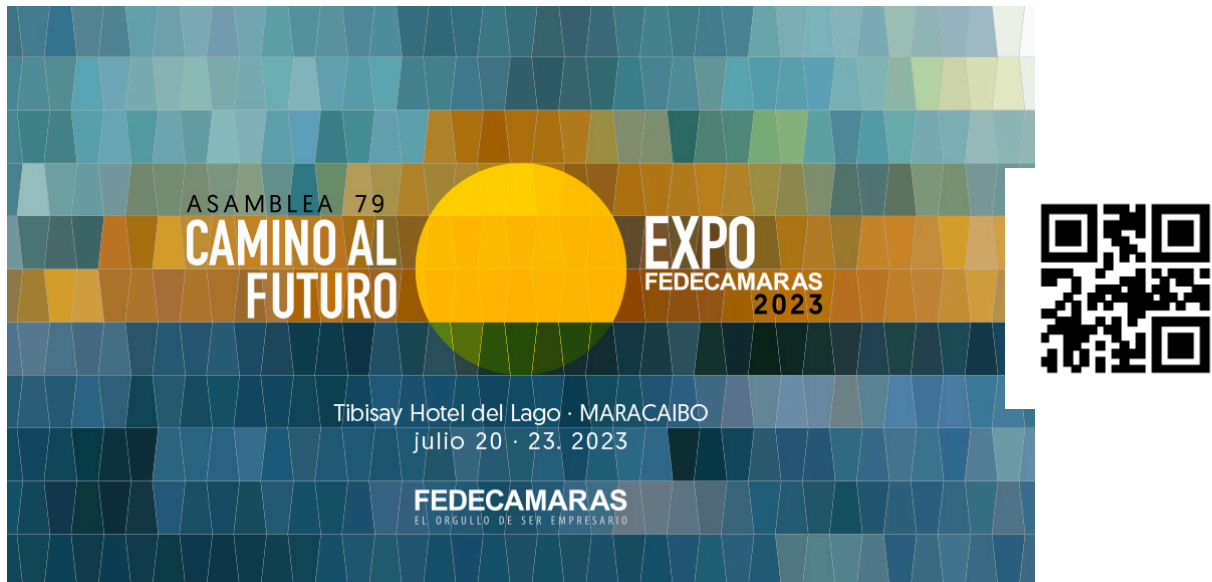 ASAMBLEA 79
CAMINO AL
FUTURO
EXPO
FEDECAMARAS
2023
Tibisay Hotel del Lago · MARACAIBO
julio 20 · 23. 2023
FEDECAMARAS
EL ORGULLO DE SER EMPRESARIO